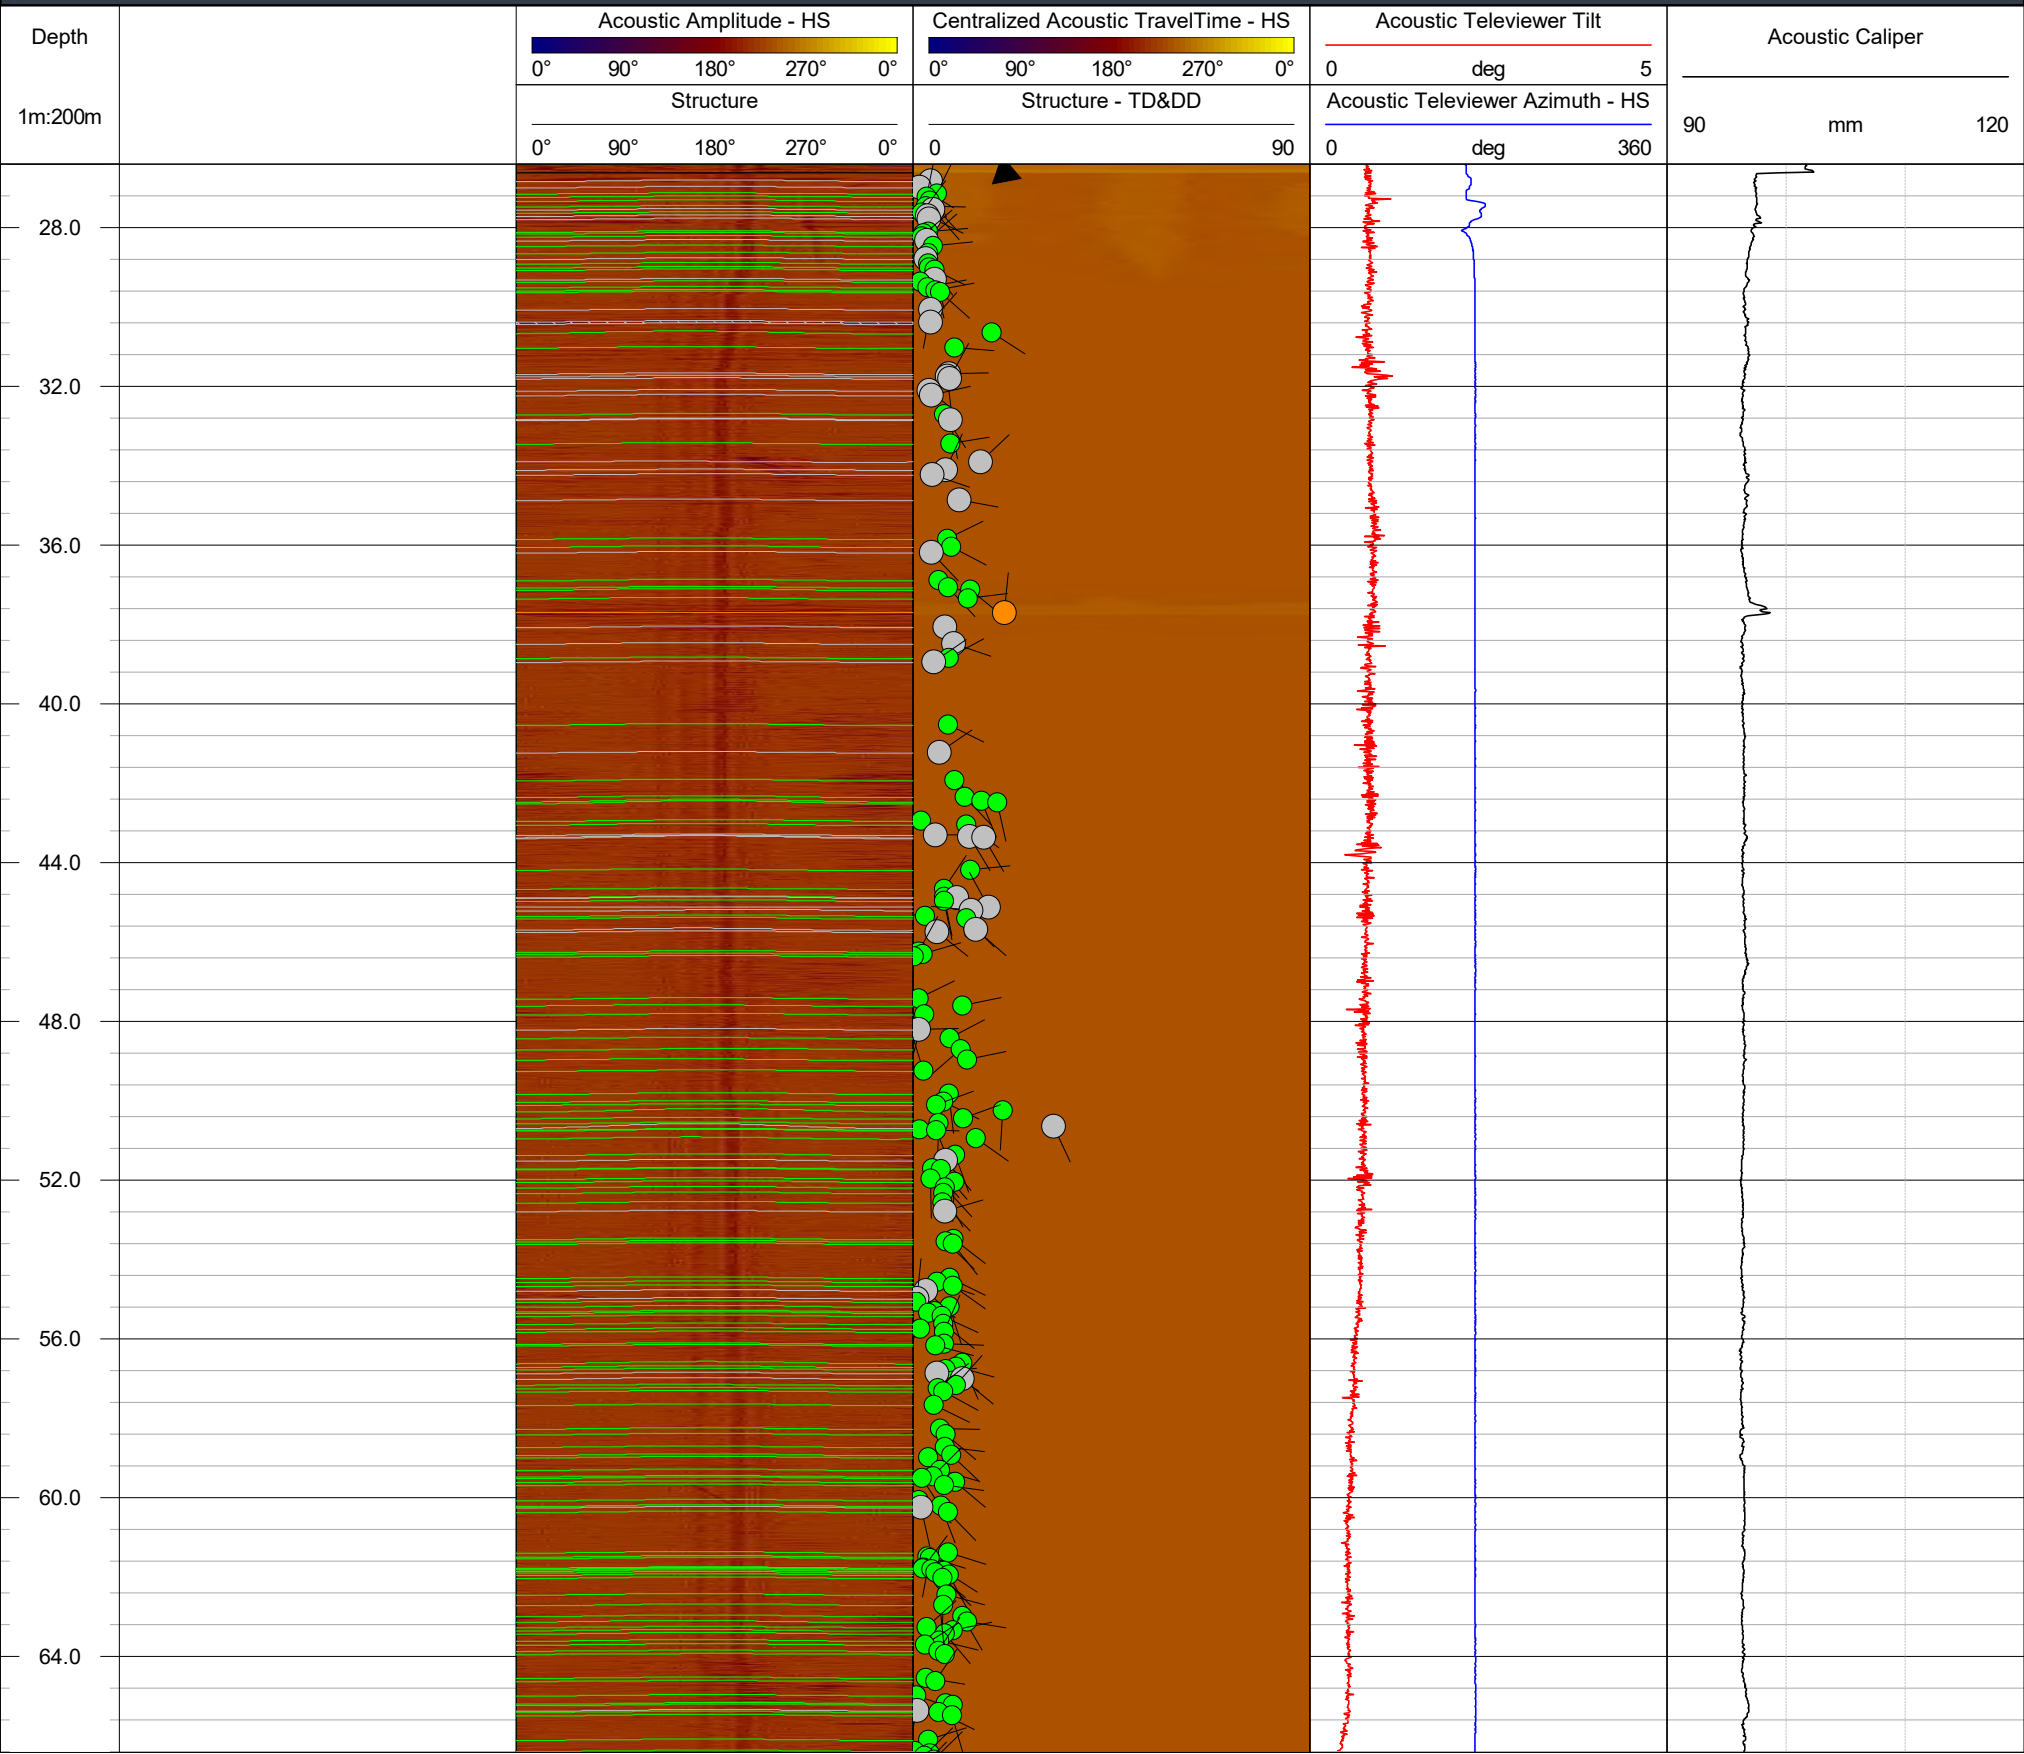 Depth
1m:200m
Acoustic Amplitude - HS
0° 90° 180° 270° 0°
Structure
0° 90° 180° 270° 0°
Centralized Acoustic TravelTime - HS
0° 90° 180° 270° 0°
Structure - TD&DD
0 90
Acoustic Televiewer Tilt
0 deg 5
Acoustic Televiewer Azimuth - HS
0 deg 360
Acoustic Caliper
90 mm 120
28.0
32.0
36.0
40.0
44.0
48.0
52.0
56.0
60.0
64.0